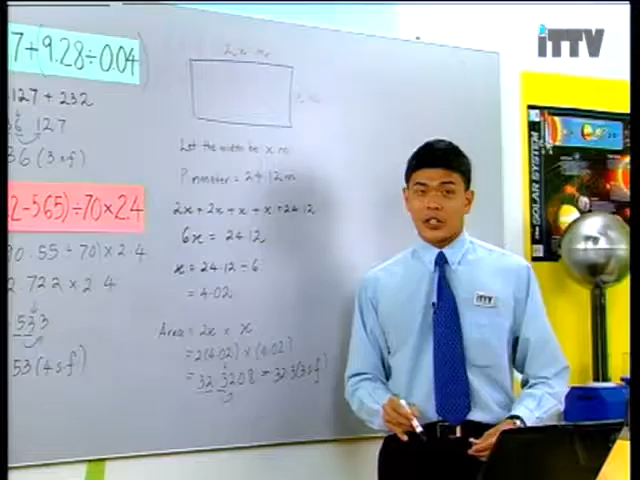 iTTV
7+(9.28÷0.04)
127 + 232
127
36 (3 s.f)
2-565)÷70×2.4
90.55 ÷ 70) × 2.4
2.722 × 2.4
533
53 (4 s.f)
Let the width be x m
Perimeter = 24.12m
2x + 2x + x + x = 24.12
6x = 24.12
x = 24.12 ÷ 6
= 4.02
Area = 2x × x
= 2(4.02) × (4.02)
= 32.3208 = 32.3 (3 s.f)
iTTV
THE SOLAR SYSTEM